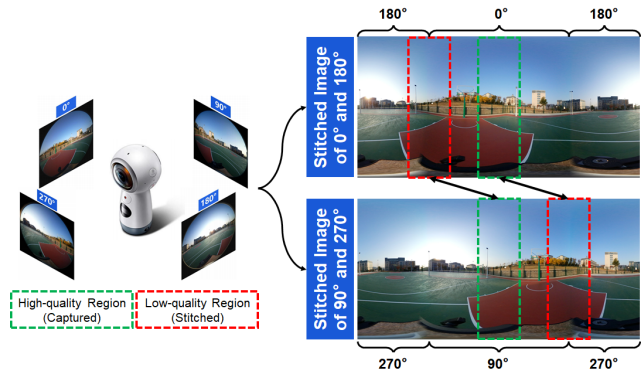 180°
0°
180°
0°
90°
270°
180°
Stitched Image
of 0° and 180°
Stitched Image
of 90° and 270°
High-quality Region
(Captured)
Low-quality Region
(Stitched)
270°
90°
270°